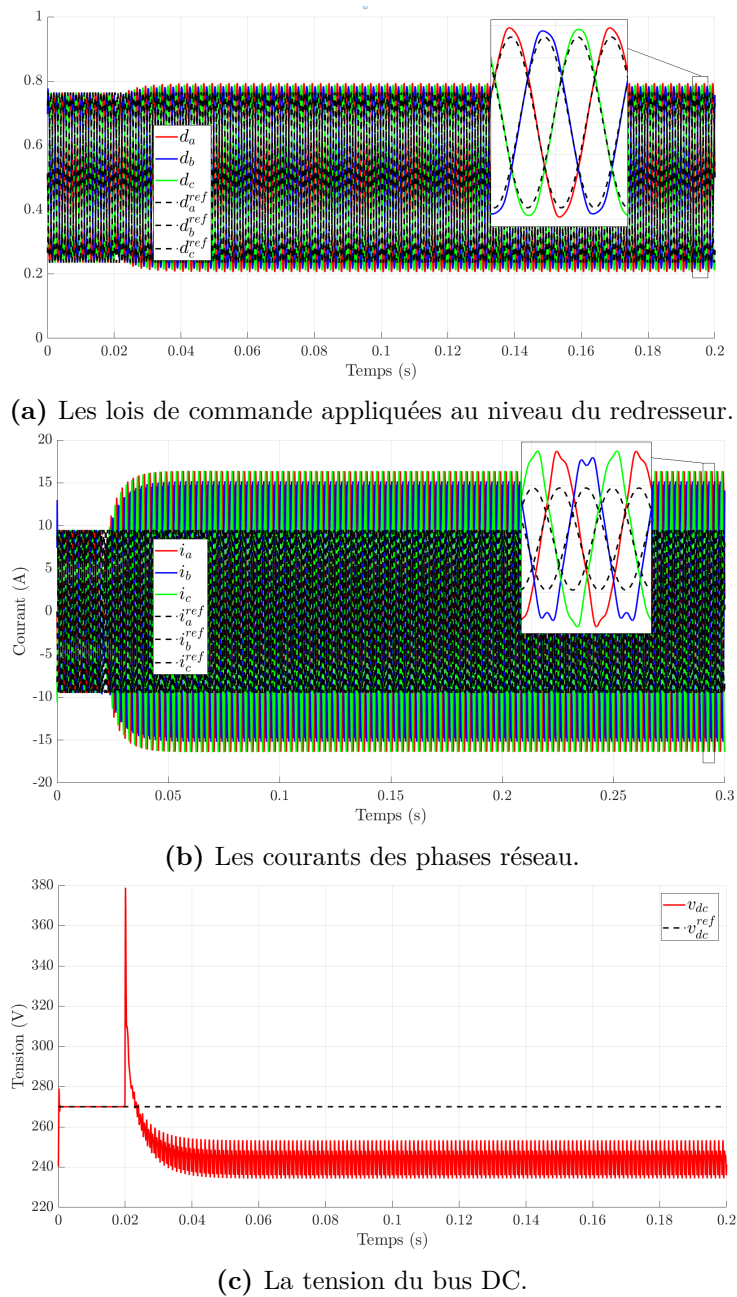 1
0.8
0.6
0.4
0.2
0
d_a
d_b
d_c
d_a^{ref}
d_b^{ref}
d_c^{ref}
0 0.02 0.04 0.06 0.08 0.1 0.12 0.14 0.16 0.18 0.2
Temps (s)
(a) Les lois de commande appliquées au niveau du redresseur.
20
15
10
5
0
-5
-10
-15
-20
Courant (A)
i_a
i_b
i_c
i_a^{ref}
i_b^{ref}
i_c^{ref}
0 0.05 0.1 0.15 0.2 0.25 0.3
Temps (s)
(b) Les courants des phases réseau.
380
360
340
320
300
280
260
240
220
Tension (V)
v_{dc}
v_{dc}^{ref}
0 0.02 0.04 0.06 0.08 0.1 0.12 0.14 0.16 0.18 0.2
Temps (s)
(c) La tension du bus DC.